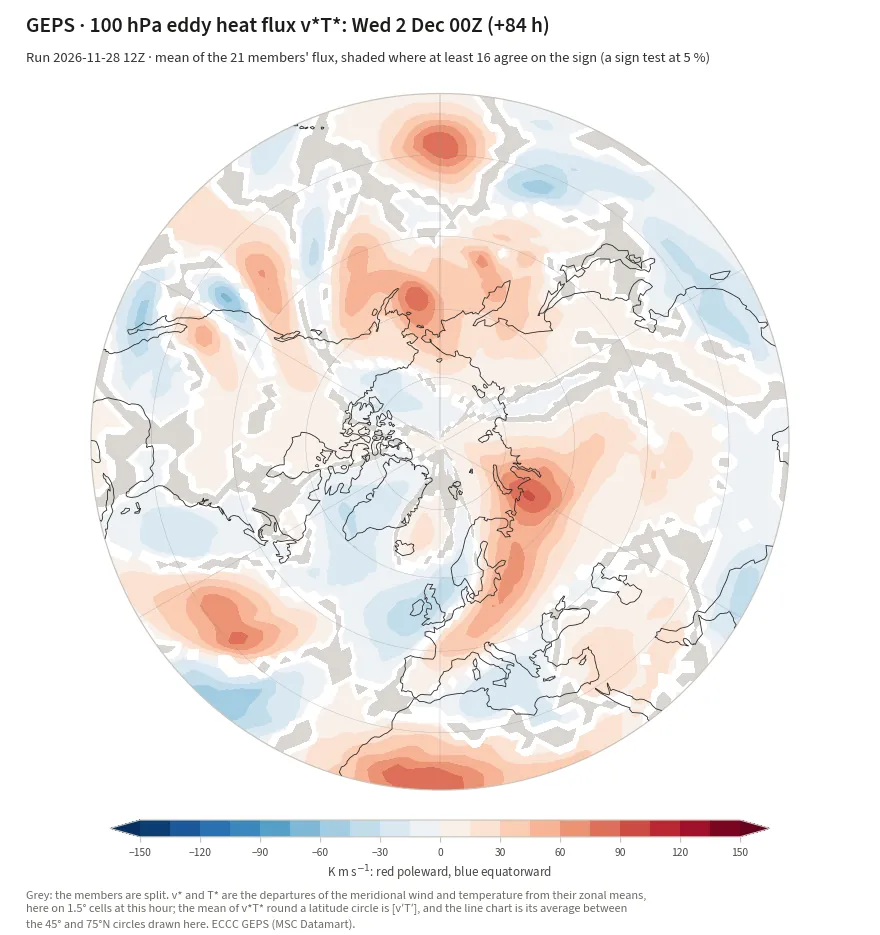 GEPS · 100 hPa eddy heat flux v*T*: Wed 2 Dec 00Z (+84 h)
Run 2026-11-28 12Z · mean of the 21 members' flux, shaded where at least 16 agree on the sign (a sign test at 5 %)
−150 −120 −90 −60 −30 0 30 60 90 120 150
K m s⁻¹: red poleward, blue equatorward
Grey: the members are split. v* and T* are the departures of the meridional wind and temperature from their zonal means,
here on 1.5° cells at this hour; the mean of v*T* round a latitude circle is [v'T'], and the line chart is its average between
the 45° and 75°N circles drawn here. ECCC GEPS (MSC Datamart).